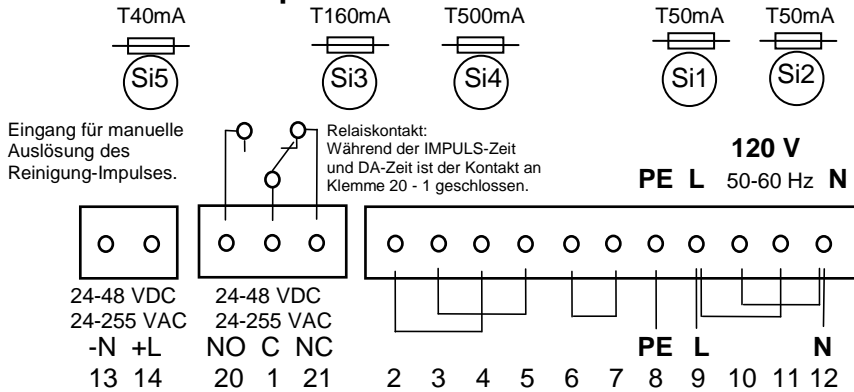 T40mA T160mA T500mA T50mA T50mA
Si5 Si3 Si4 Si1 Si2
Eingang für manuelle
Auslösung des
Reinigung-Impulses.
Relaiskontakt:
Während der IMPULS-Zeit
und DA-Zeit ist der Kontakt an
Klemme 20 - 1 geschlossen.
120 V
PE L 50-60 Hz N
24-48 VDC 24-48 VDC
24-255 VAC 24-255 VAC
-N +L NO C NC PE L N
13 14 20 1 21 2 3 4 5 6 7 8 9 10 11 12